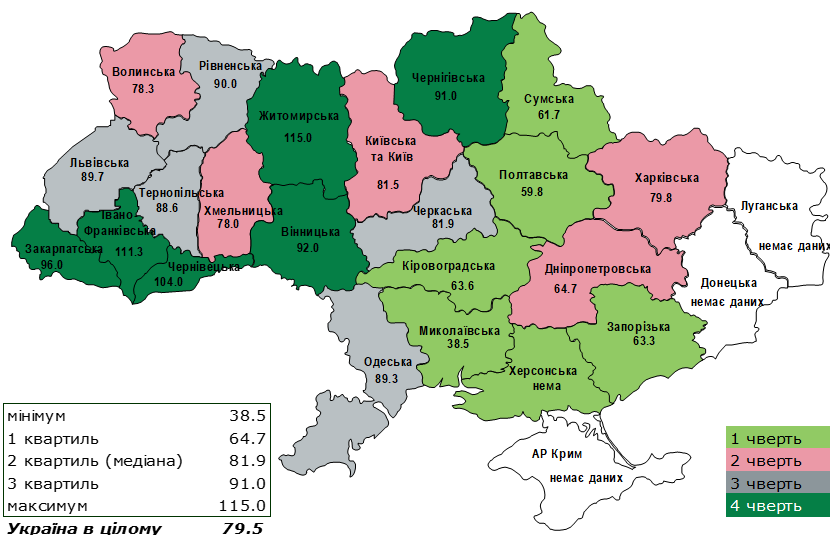 Волинська
78.3
Рівненська
90.0
Житомирська
115.0
Чернігівська
91.0
Сумська
61.7
Київська
та Київ
81.5
Львівська
89.7
Тернопільська
88.6
Хмельницька
78.0
Вінницька
92.0
Черкаська
81.9
Полтавська
59.8
Харківська
79.8
Луганська
немає даних
Івано
Франківська
111.3
Закарпатська
96.0
Чернівецька
104.0
Кіровоградська
63.6
Дніпропетровська
64.7
Донецька
немає даних
Миколаївська
38.5
Запорізька
63.3
Одеська
89.3
Херсонська
нема
АР Крим
немає даних
мінімум 38.5
1 квартиль 64.7
2 квартиль (медіана) 81.9
3 квартиль 91.0
максимум 115.0
Україна в цілому 79.5
1 чверть
2 чверть
3 чверть
4 чверть